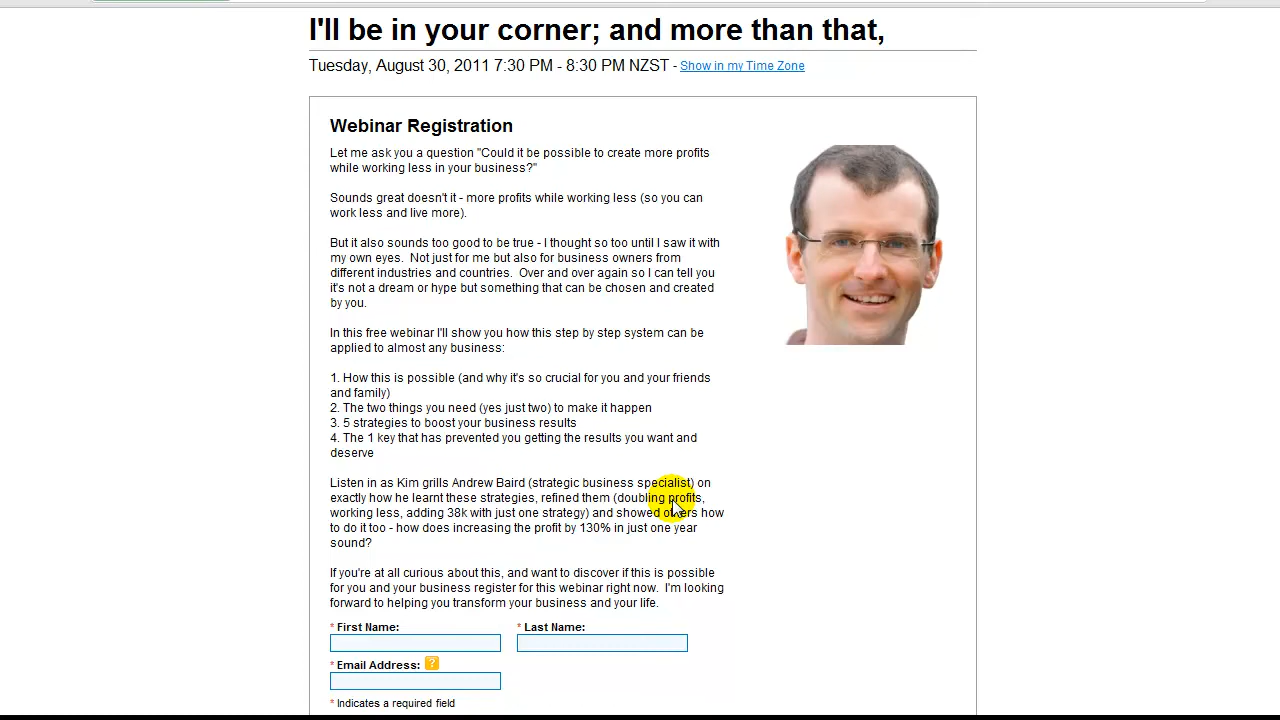 I'll be in your corner; and more than that,
Tuesday, August 30, 2011 7:30 PM - 8:30 PM NZST - Show in my Time Zone
Webinar Registration
Let me ask you a question "Could it be possible to create more profits
while working less in your business?"
Sounds great doesn't it - more profits while working less (so you can
work less and live more).
But it also sounds too good to be true - I thought so too until I saw it with
my own eyes.  Not just for me but also for business owners from
different industries and countries.  Over and over again so I can tell you
it's not a dream or hype but something that can be chosen and created
by you.
In this free webinar I'll show you how this step by step system can be
applied to almost any business:
1. How this is possible (and why it's so crucial for you and your friends
and family)
2. The two things you need (yes just two) to make it happen
3. 5 strategies to boost your business results
4. The 1 key that has prevented you getting the results you want and
deserve
Listen in as Kim grills Andrew Baird (strategic business specialist) on
exactly how he learnt these strategies, refined them (doubling profits,
working less, adding 38k with just one strategy) and showed others how
to do it too - how does increasing the profit by 130% in just one year
sound?
If you're at all curious about this, and want to discover if this is possible
for you and your business register for this webinar right now.  I'm looking
forward to helping you transform your business and your life.
* First Name: * Last Name:
* Email Address: ?
* Indicates a required field